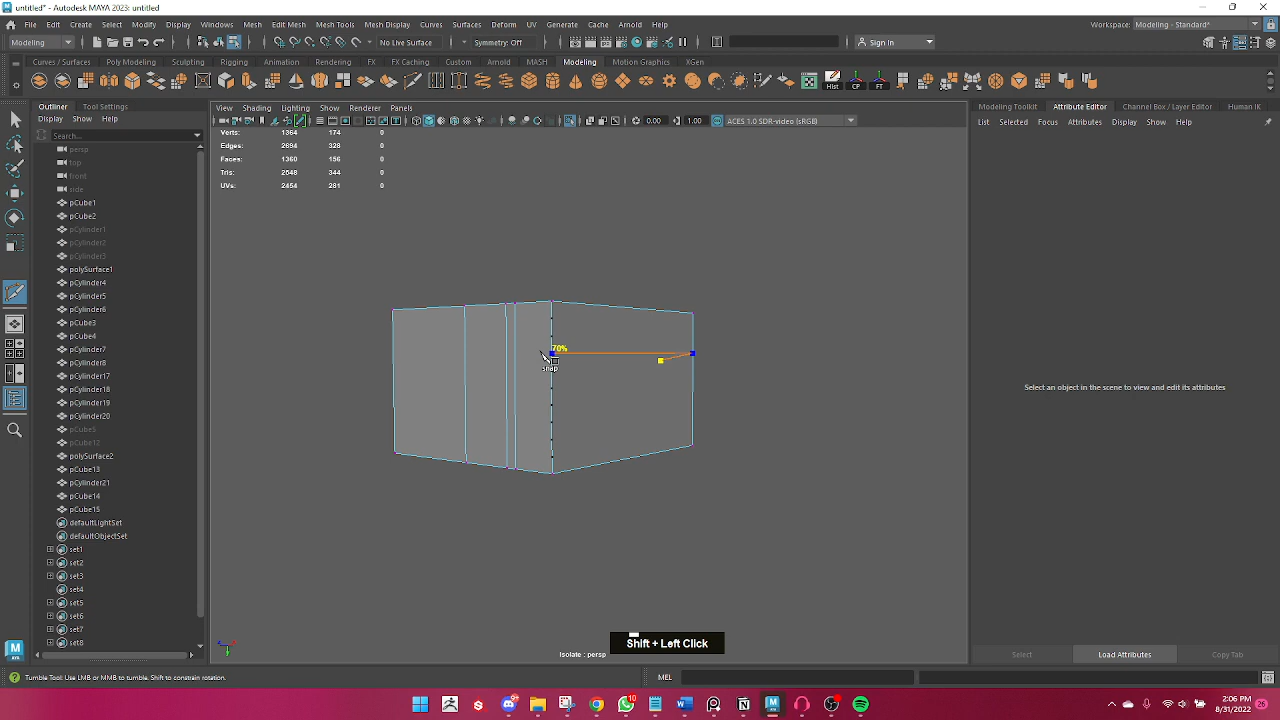 untitled* - Autodesk MAYA 2023: untitled
File Edit Create Select Modify Display Windows Mesh Edit Mesh Mesh Tools Mesh Display Curves Surfaces Deform UV Generate Cache Arnold Help
Workspace: Modeling - Standard*
Modeling No Live Surface Symmetry: Off Sign In
Curves / Surfaces Poly Modeling Sculpting Rigging Animation Rendering FX FX Caching Custom Arnold MASH Modeling Motion Graphics XGen
Hist CP FT
Outliner Tool Settings
View Shading Lighting Show Renderer Panels
Modeling Toolkit Attribute Editor Channel Box / Layer Editor Human IK
Display Show Help
0.00 1.00 ACES 1.0 SDR-video (sRGB)
List Selected Focus Attributes Display Show Help
Search...
Verts: 1364 174 0
Edges: 2694 328 0
Faces: 1360 156 0
Tris: 2548 344 0
UVs: 2454 281 0
persp
top
front
side
pCube1
pCube2
pCylinder1
pCylinder2
pCylinder3
polySurface1
pCylinder4
pCylinder5
pCylinder6
pCube3
pCube4
pCylinder7
pCylinder8
pCylinder17
pCylinder18
pCylinder19
pCylinder20
pCube5
pCube12
polySurface2
pCube13
pCylinder21
pCube14
pCube15
defaultLightSet
defaultObjectSet
set1
set2
set3
set4
set5
set6
set7
set8
70%
snap
Select an object in the scene to view and edit its attributes
Shift + Left Click
Isolate : persp
Select Load Attributes Copy Tab
Tumble Tool: Use LMB or MMB to tumble. Shift to constrain rotation.
MEL
10
2:06 PM
8/31/2022